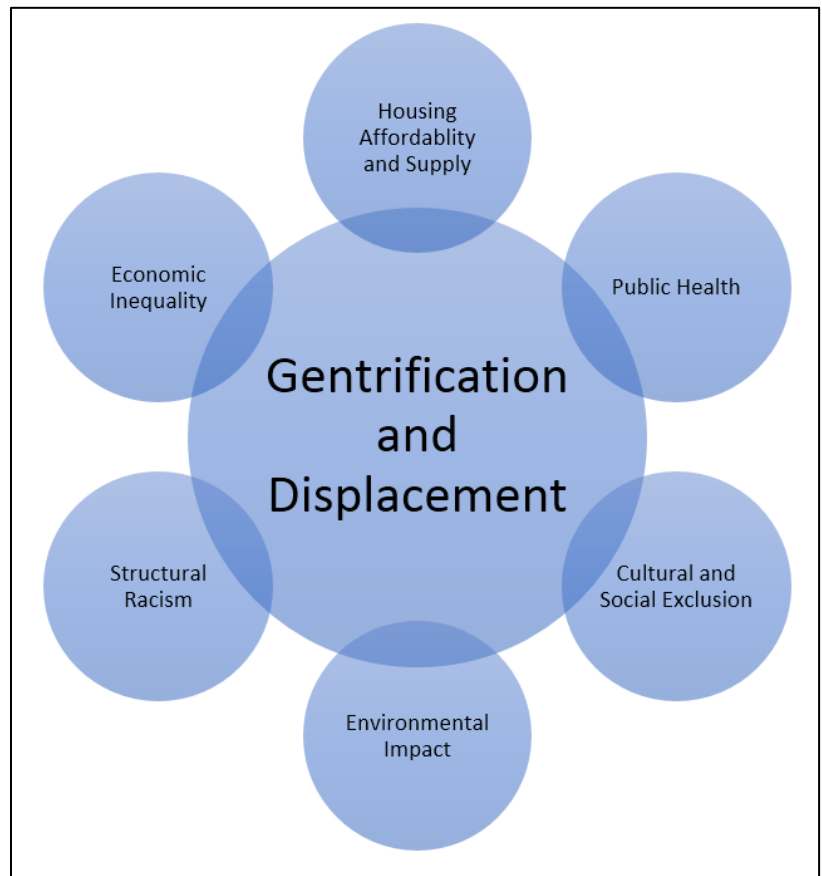 Housing
Affordablity
and Supply
Economic
Inequality
Public Health
Gentrification
and
Displacement
Structural
Racism
Cultural and
Social Exclusion
Environmental
Impact